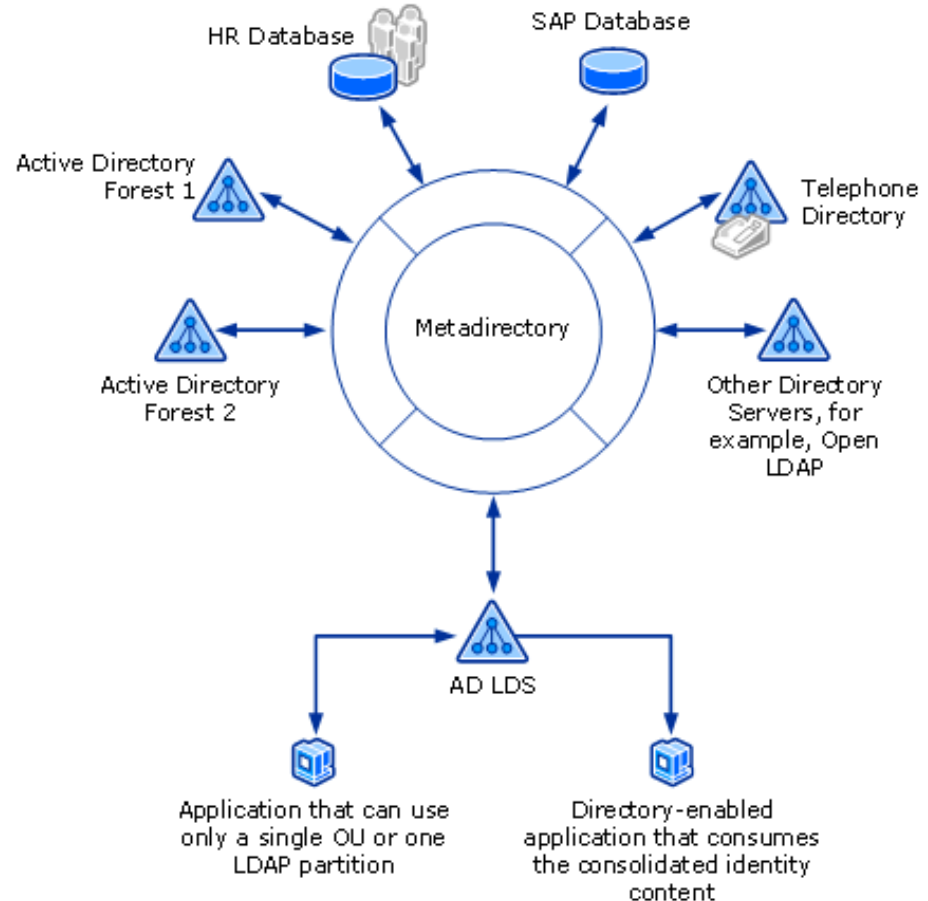 HR Database
SAP Database
Active Directory
Forest 1
Telephone
Directory
Metadirectory
Active Directory
Forest 2
Other Directory
Servers, for
example, Open
LDAP
AD LDS
Application that can use
only a single OU or one
LDAP partition
Directory-enabled
application that consumes
the consolidated identity
content